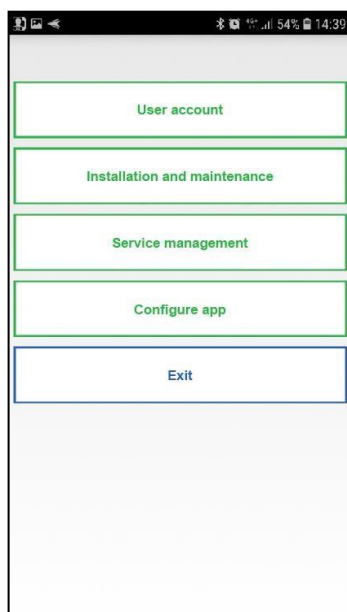 54% 14:39
User account
Installation and maintenance
Service management
Configure app
Exit